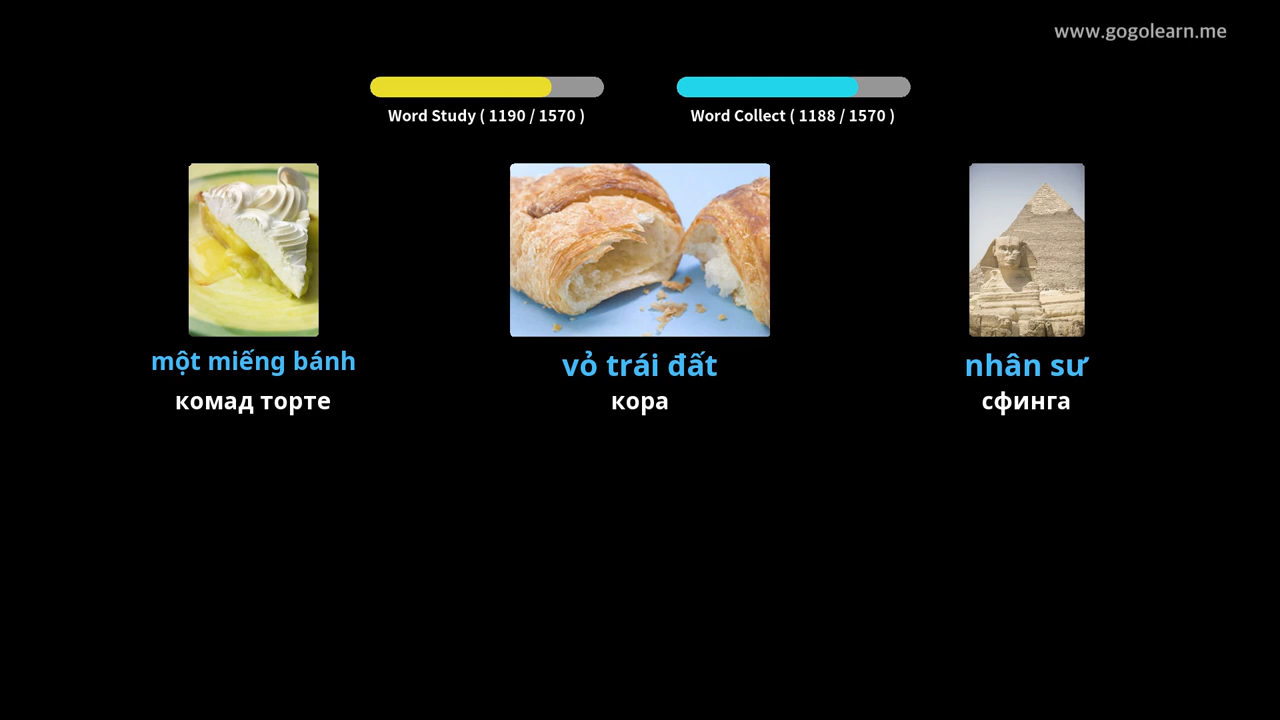 www.gogolearn.me
Word Study ( 1190 / 1570 )
Word Collect ( 1188 / 1570 )
một miếng bánh
комад торте
vỏ trái đất
кора
nhân sư
сфинга